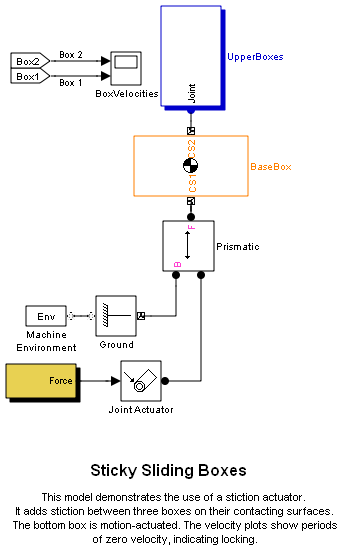 Box2
Box 2
Box1
Box 1
BoxVelocities
UpperBoxes
Joint
CS2
BaseBox
CS1
F
Prismatic
B
Env
Machine
Environment
Ground
Force
Joint Actuator
Sticky Sliding Boxes
This model demonstrates the use of a stiction actuator.
It adds stiction between three boxes on their contacting surfaces.
The bottom box is motion-actuated. The velocity plots show periods
of zero velocity, indicating locking.